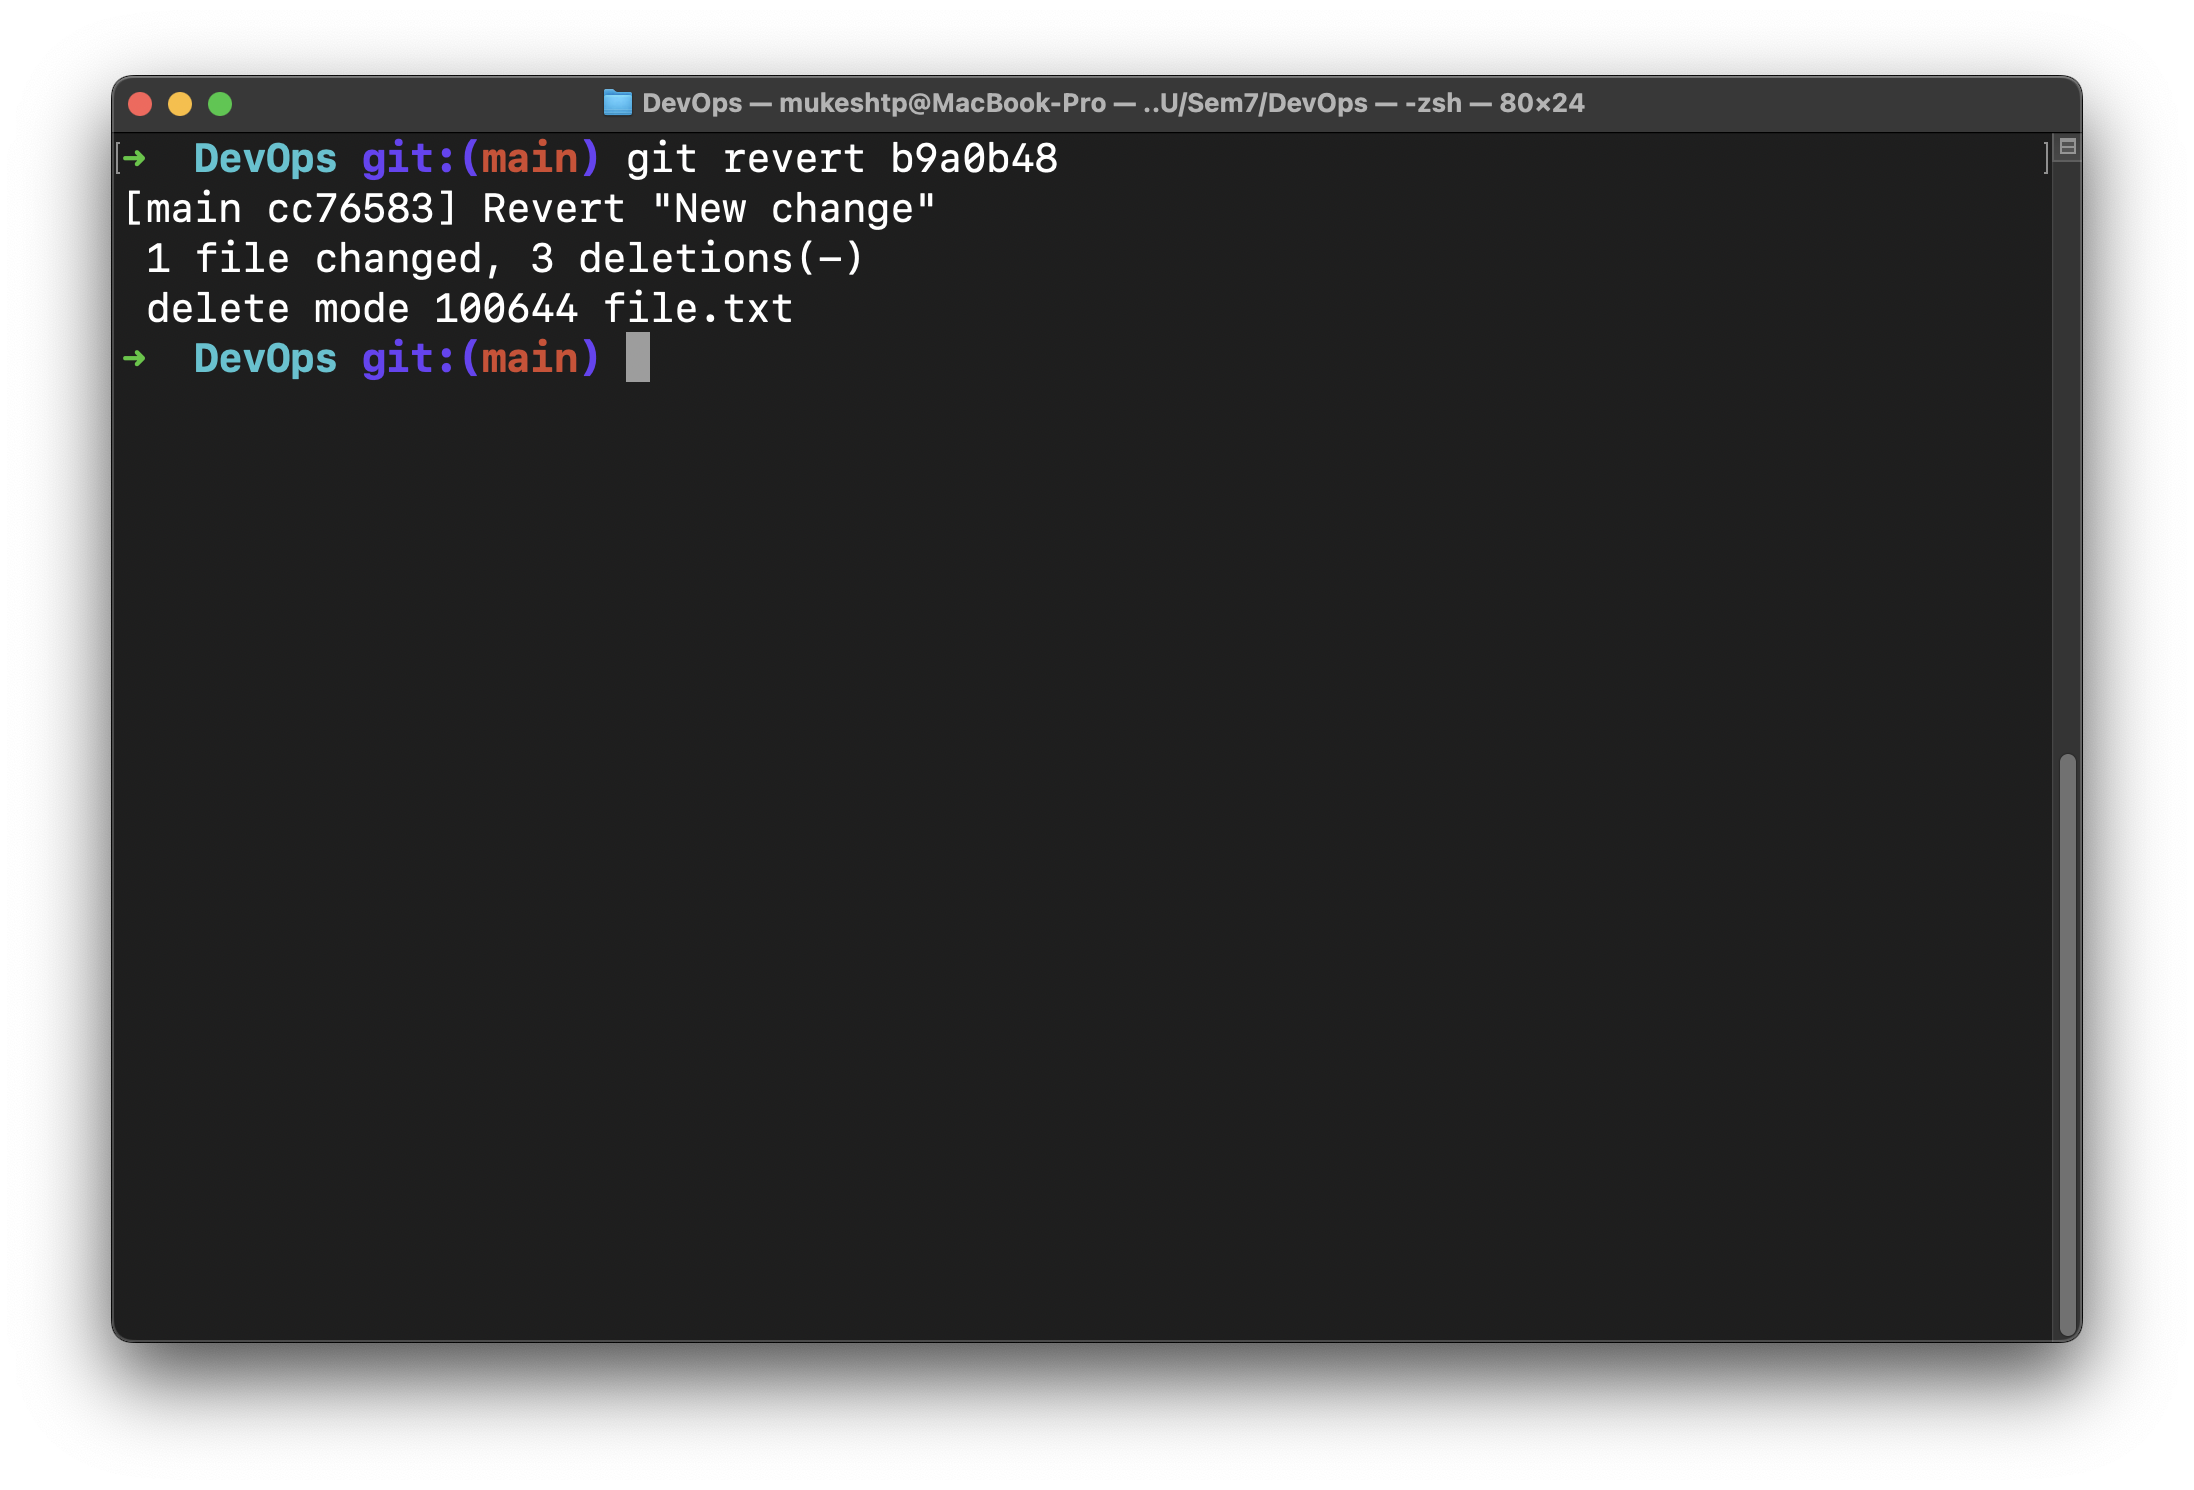 DevOps — mukeshtp@MacBook-Pro — ..U/Sem7/DevOps — -zsh — 80×24
[➜  DevOps git:(main) git revert b9a0b48 ]
[main cc76583] Revert "New change"
 1 file changed, 3 deletions(-)
 delete mode 100644 file.txt
➜  DevOps git:(main)